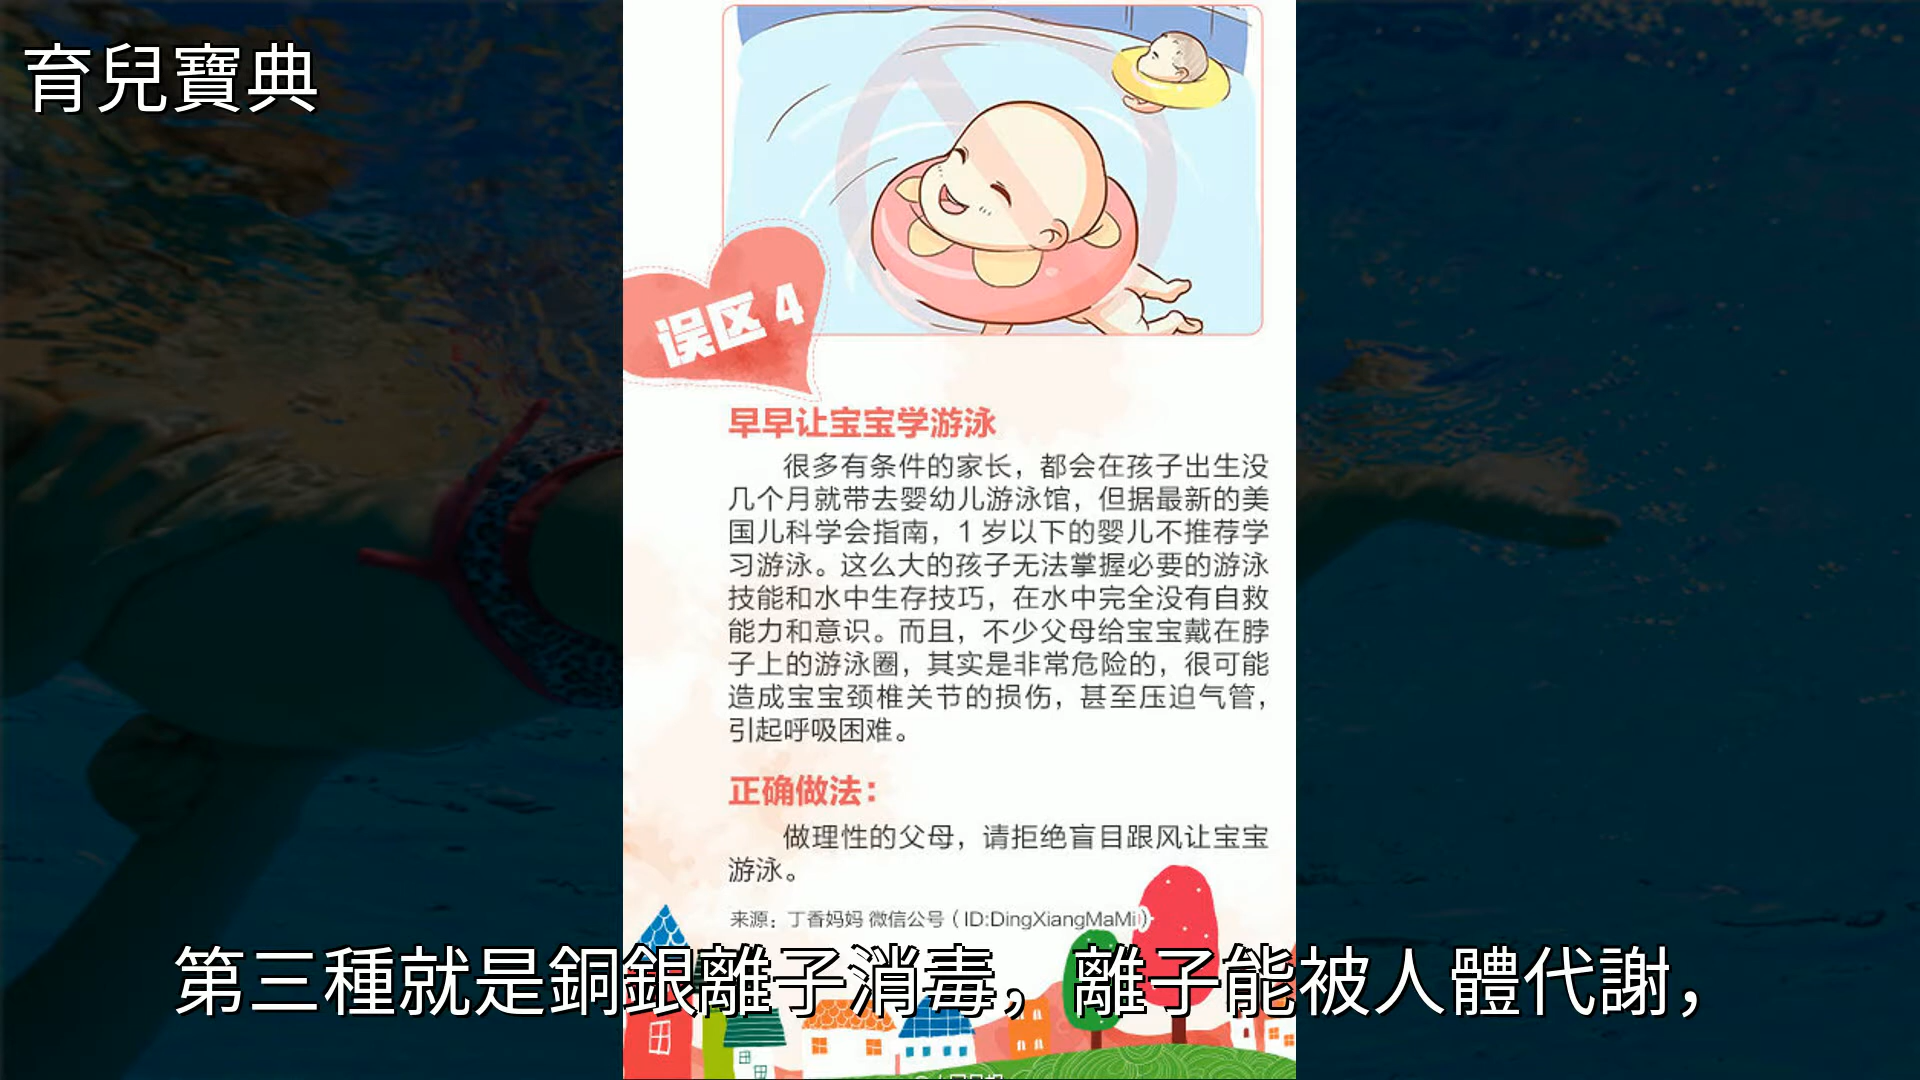 育兒寶典
误区 4
早早让宝宝学游泳
很多有条件的家长，都会在孩子出生没
几个月就带去婴幼儿游泳馆，但据最新的美
国儿科学会指南，1 岁以下的婴儿不推荐学
习游泳。这么大的孩子无法掌握必要的游泳
技能和水中生存技巧，在水中完全没有自救
能力和意识。而且，不少父母给宝宝戴在脖
子上的游泳圈，其实是非常危险的，很可能
造成宝宝颈椎关节的损伤，甚至压迫气管，
引起呼吸困难。
正确做法：
做理性的父母，请拒绝盲目跟风让宝宝
游泳。
来源：丁香妈妈 微信公号（ID:DingXiangMaMi）
第三種就是銅銀離子消毒，離子能被人體代謝，